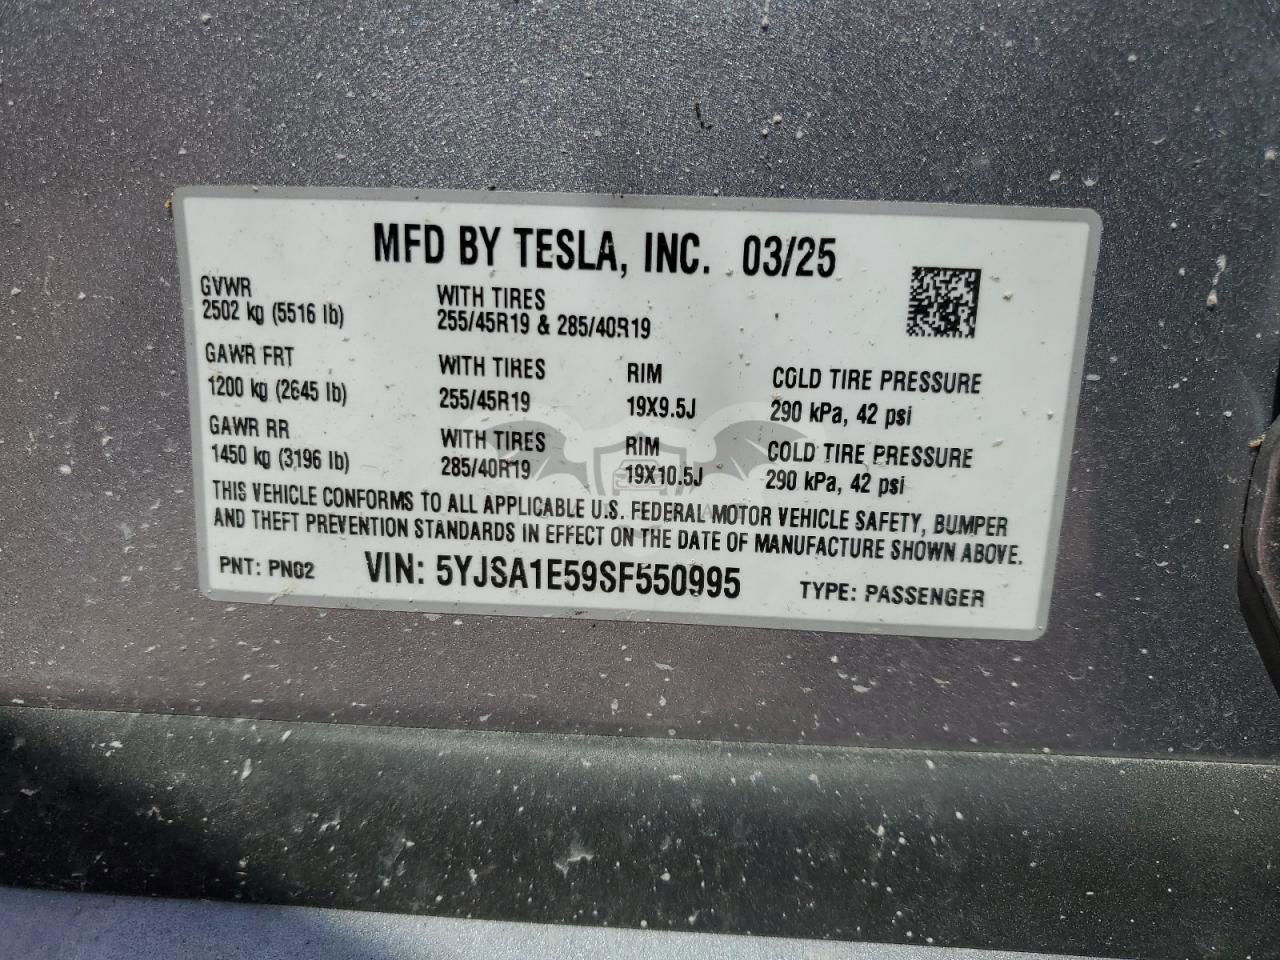 MFD BY TESLA, INC. 03/25
GVWR
2502 kg (5516 lb)
WITH TIRES
255/45R19 & 285/40R19
GAWR FRT
1200 kg (2645 lb)
WITH TIRES
255/45R19
RIM
19X9.5J
COLD TIRE PRESSURE
290 kPa, 42 psi
GAWR RR
1450 kg (3196 lb)
WITH TIRES
285/40R19
RIM
19X10.5J
COLD TIRE PRESSURE
290 kPa, 42 psi
THIS VEHICLE CONFORMS TO ALL APPLICABLE U.S. FEDERAL MOTOR VEHICLE SAFETY, BUMPER
AND THEFT PREVENTION STANDARDS IN EFFECT ON THE DATE OF MANUFACTURE SHOWN ABOVE.
PNT: PN02 VIN: 5YJSA1E59SF550995 TYPE: PASSENGER